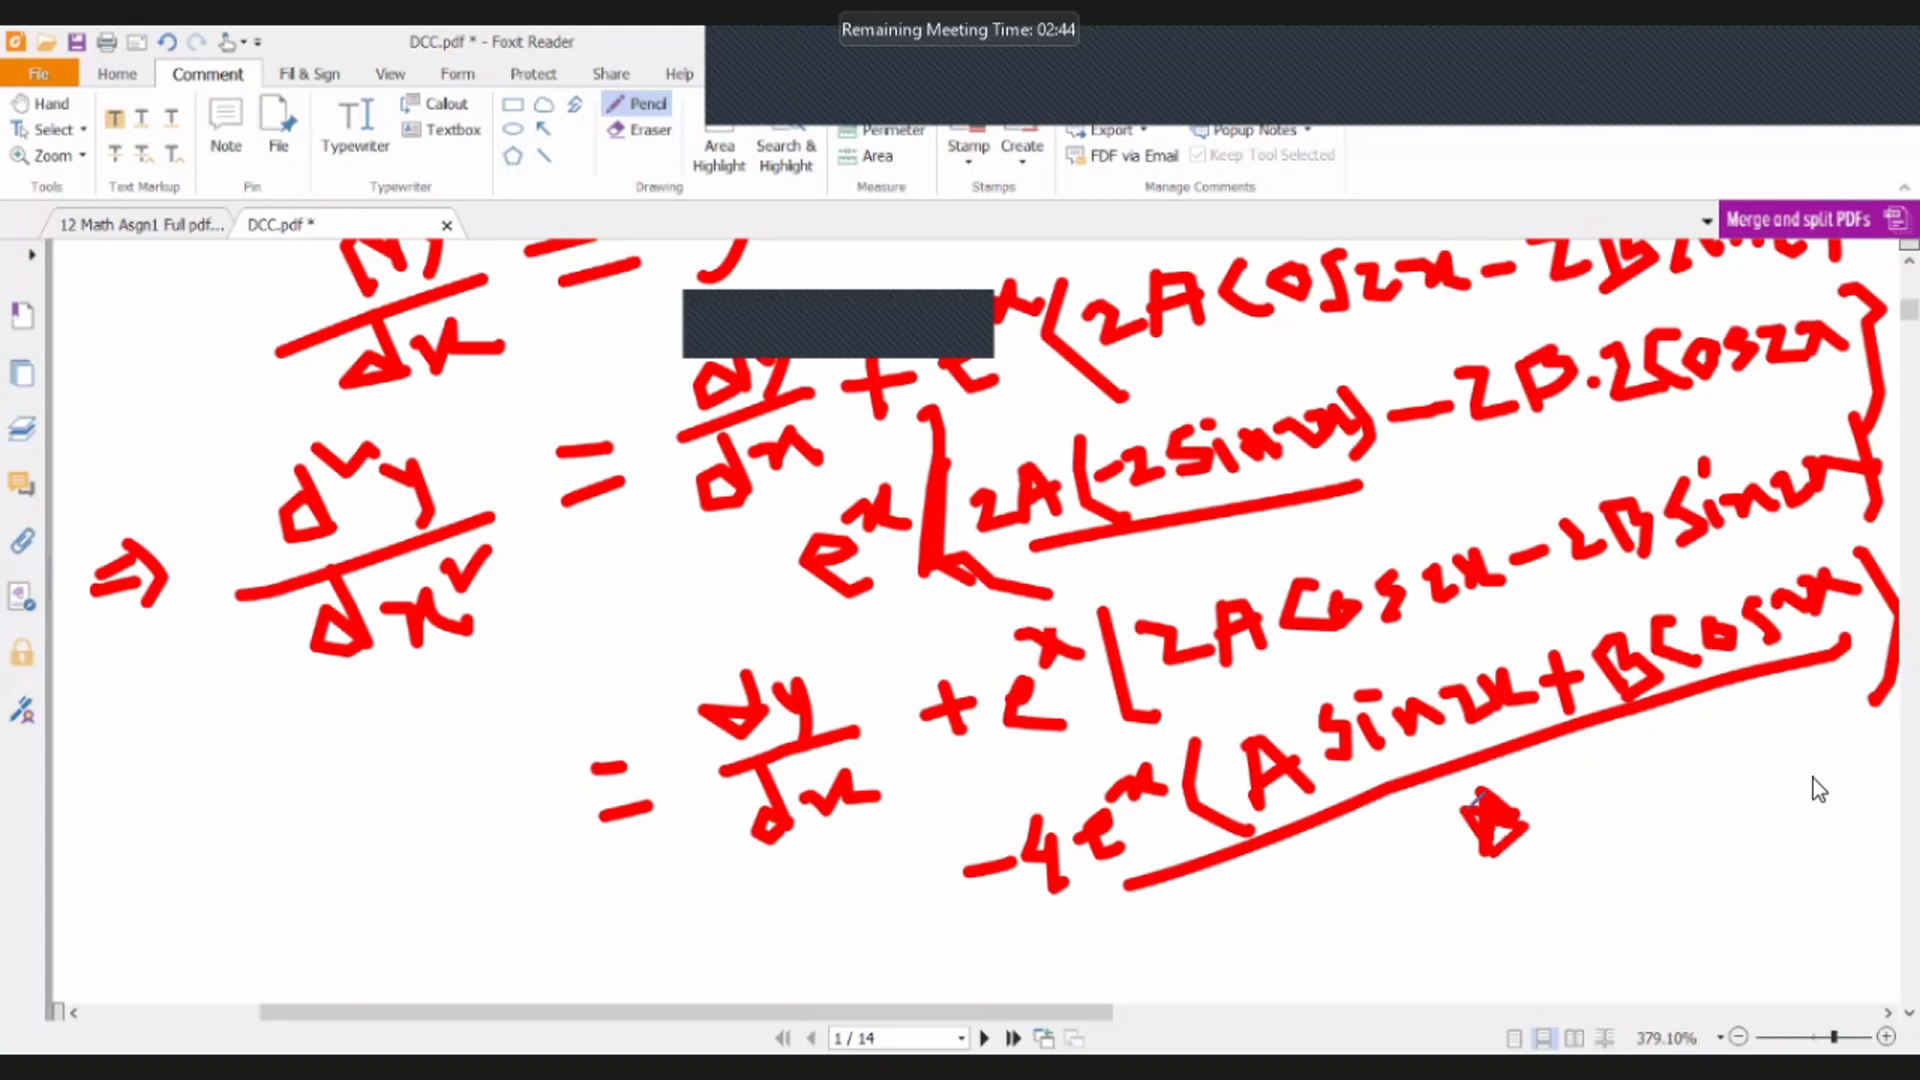 Remaining Meeting Time: 02:44
DCC.pdf * - Foxit Reader
File Home Comment Fill & Sign View Form Protect Share Help
Hand
Select
Zoom
Tools
Text Markup
Note
File
Pin
Typewriter
Callout
Textbox
Typewriter
Pencil
Eraser
Area Highlight
Search & Highlight
Drawing
Perimeter
Area
Measure
Stamp
Create
Stamps
Export
Popup Notes
FDF via Email
Keep Tool Selected
Manage Comments
12 Math Asgn1 Full pdf...
DCC.pdf *
Merge and split PDFs
dy/dx = y
x(2A Cos2x - 2B
⇒ d²y/dx² = dy/dx + e
e^x [2A(-2 Sin2x) - 2B.2Cos2x}
= dy/dx + e^x [2A Cos2x - 2B Sin2x]
-4e^x (A sin2x + B Cos2x)
1 / 14
379.10%